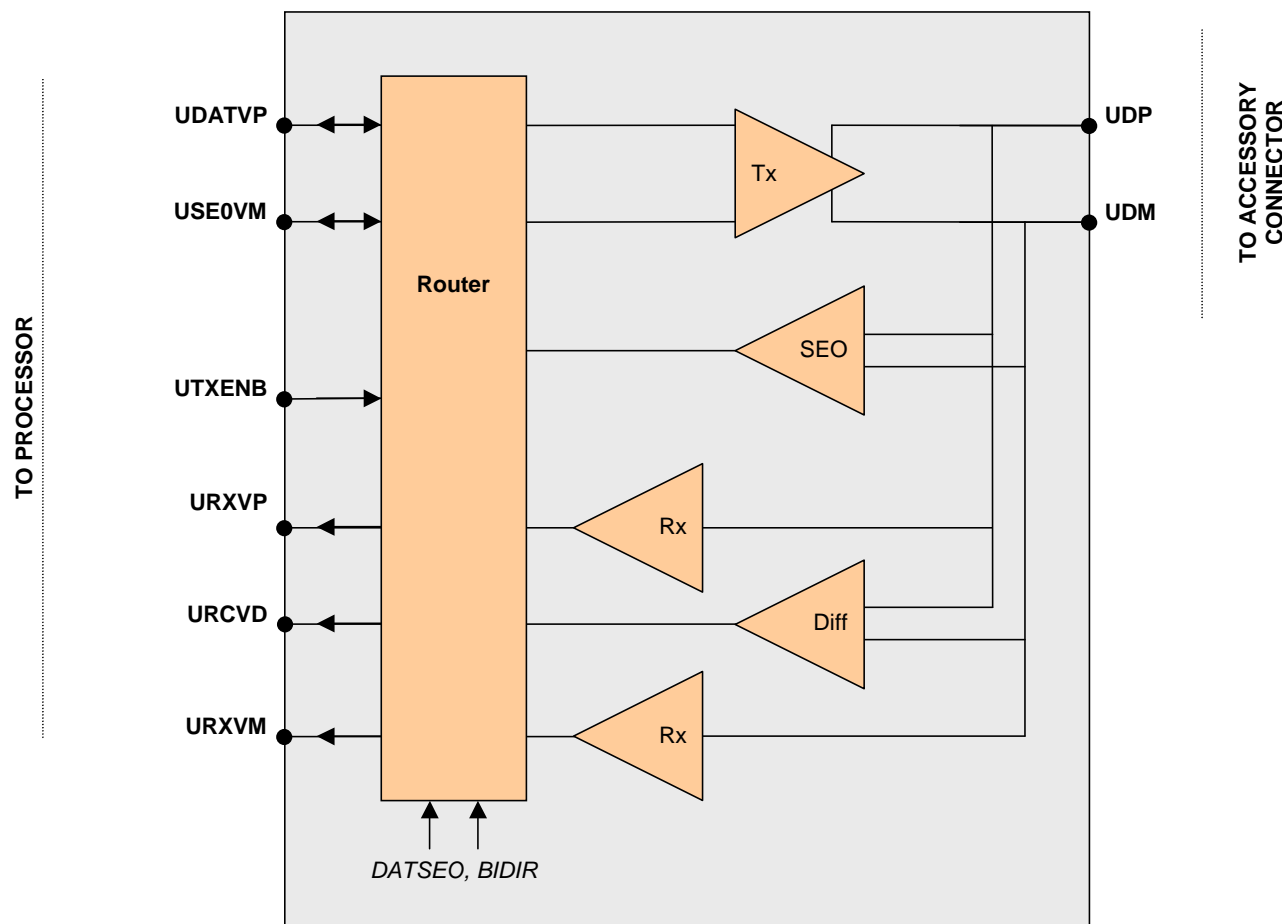 UDATVP
USE0VM
UTXENB
URXVP
URCVD
URXVM
TO PROCESSOR
Router
Tx
SEO
Rx
Diff
Rx
DATSEO, BIDIR
UDP
UDM
TO ACCESSORY
CONNECTOR